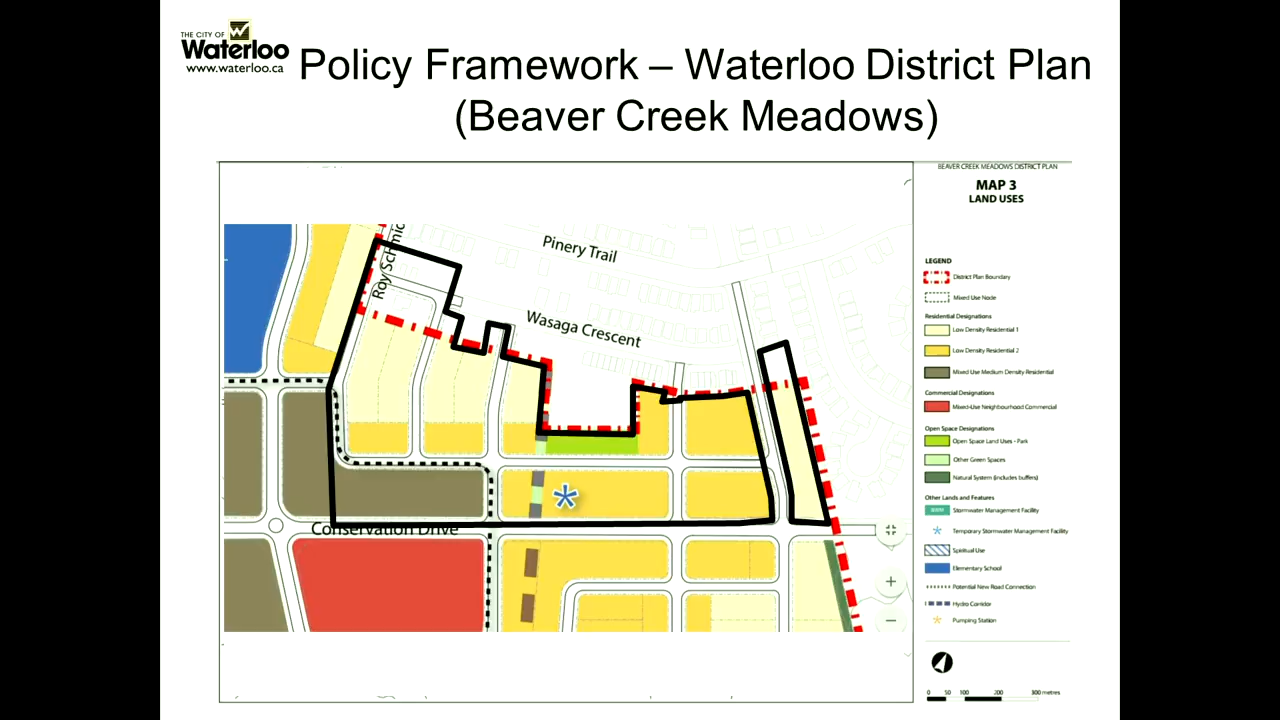 THE CITY OF
Waterloo
www.waterloo.ca
Policy Framework – Waterloo District Plan
(Beaver Creek Meadows)
BEAVER CREEK MEADOWS DISTRICT PLAN
MAP 3
LAND USES
Pinery Trail
Roy Schmid
Wasaga Crescent
Conservation Drive
LEGEND
District Plan Boundary
Mixed Use Node
Residential Designations
Low Density Residential 1
Low Density Residential 2
Mixed Use Medium Density Residential
Commercial Designations
Mixed-Use Neighbourhood Commercial
Open Space Designations
Open Space Land Uses - Park
Other Green Spaces
Natural System (includes buffers)
Other Lands and Features
Stormwater Management Facility
Temporary Stormwater Management Facility
Spiritual Use
Elementary School
Potential New Road Connection
Hydro Corridor
Pumping Station
0 50 100 200 300 metres